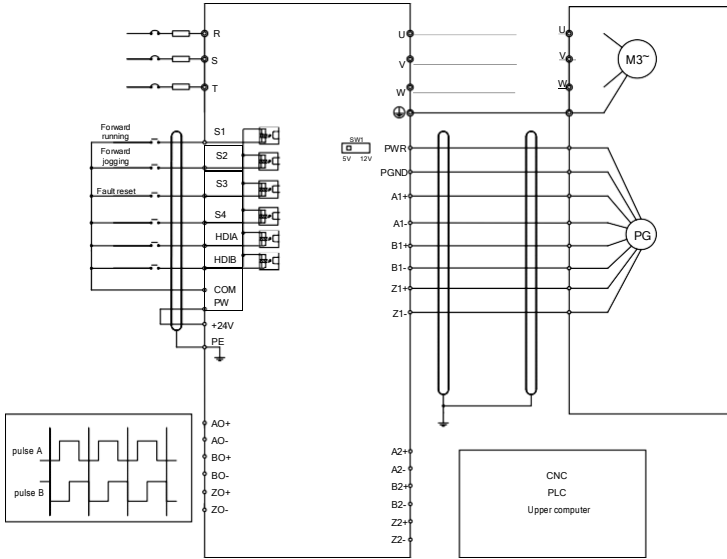 R
S
T
Forward
running
Forward
jogging
Fault reset
S1
S2
S3
S4
HDIA
HDIB
COM
PW
+24V
PE
SW1
5V 12V
U
V
W
PWR
PGND
A1+
A1-
B1+
B1-
Z1+
Z1-
U
V
W
M3~
PG
pulse A
pulse B
AO+
AO-
BO+
BO-
ZO+
ZO-
A2+
A2-
B2+
B2-
Z2+
Z2-
CNC
PLC
Upper computer